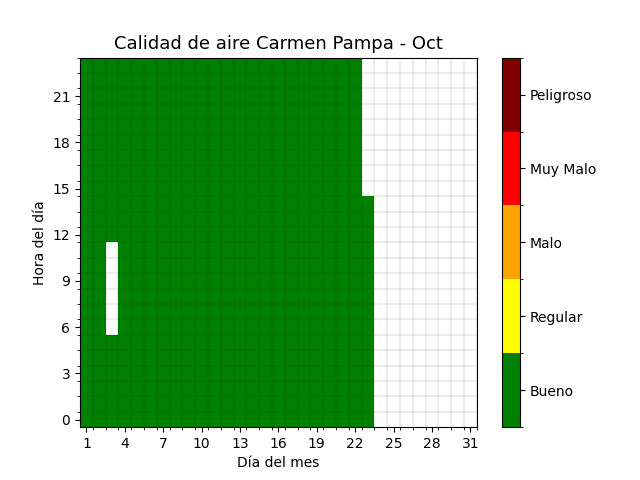 Calidad de aire Carmen Pampa - Oct
Hora del día
21
18
15
12
9
6
3
0
1 4 7 10 13 16 19 22 25 28 31
Día del mes
Peligroso
Muy Malo
Malo
Regular
Bueno